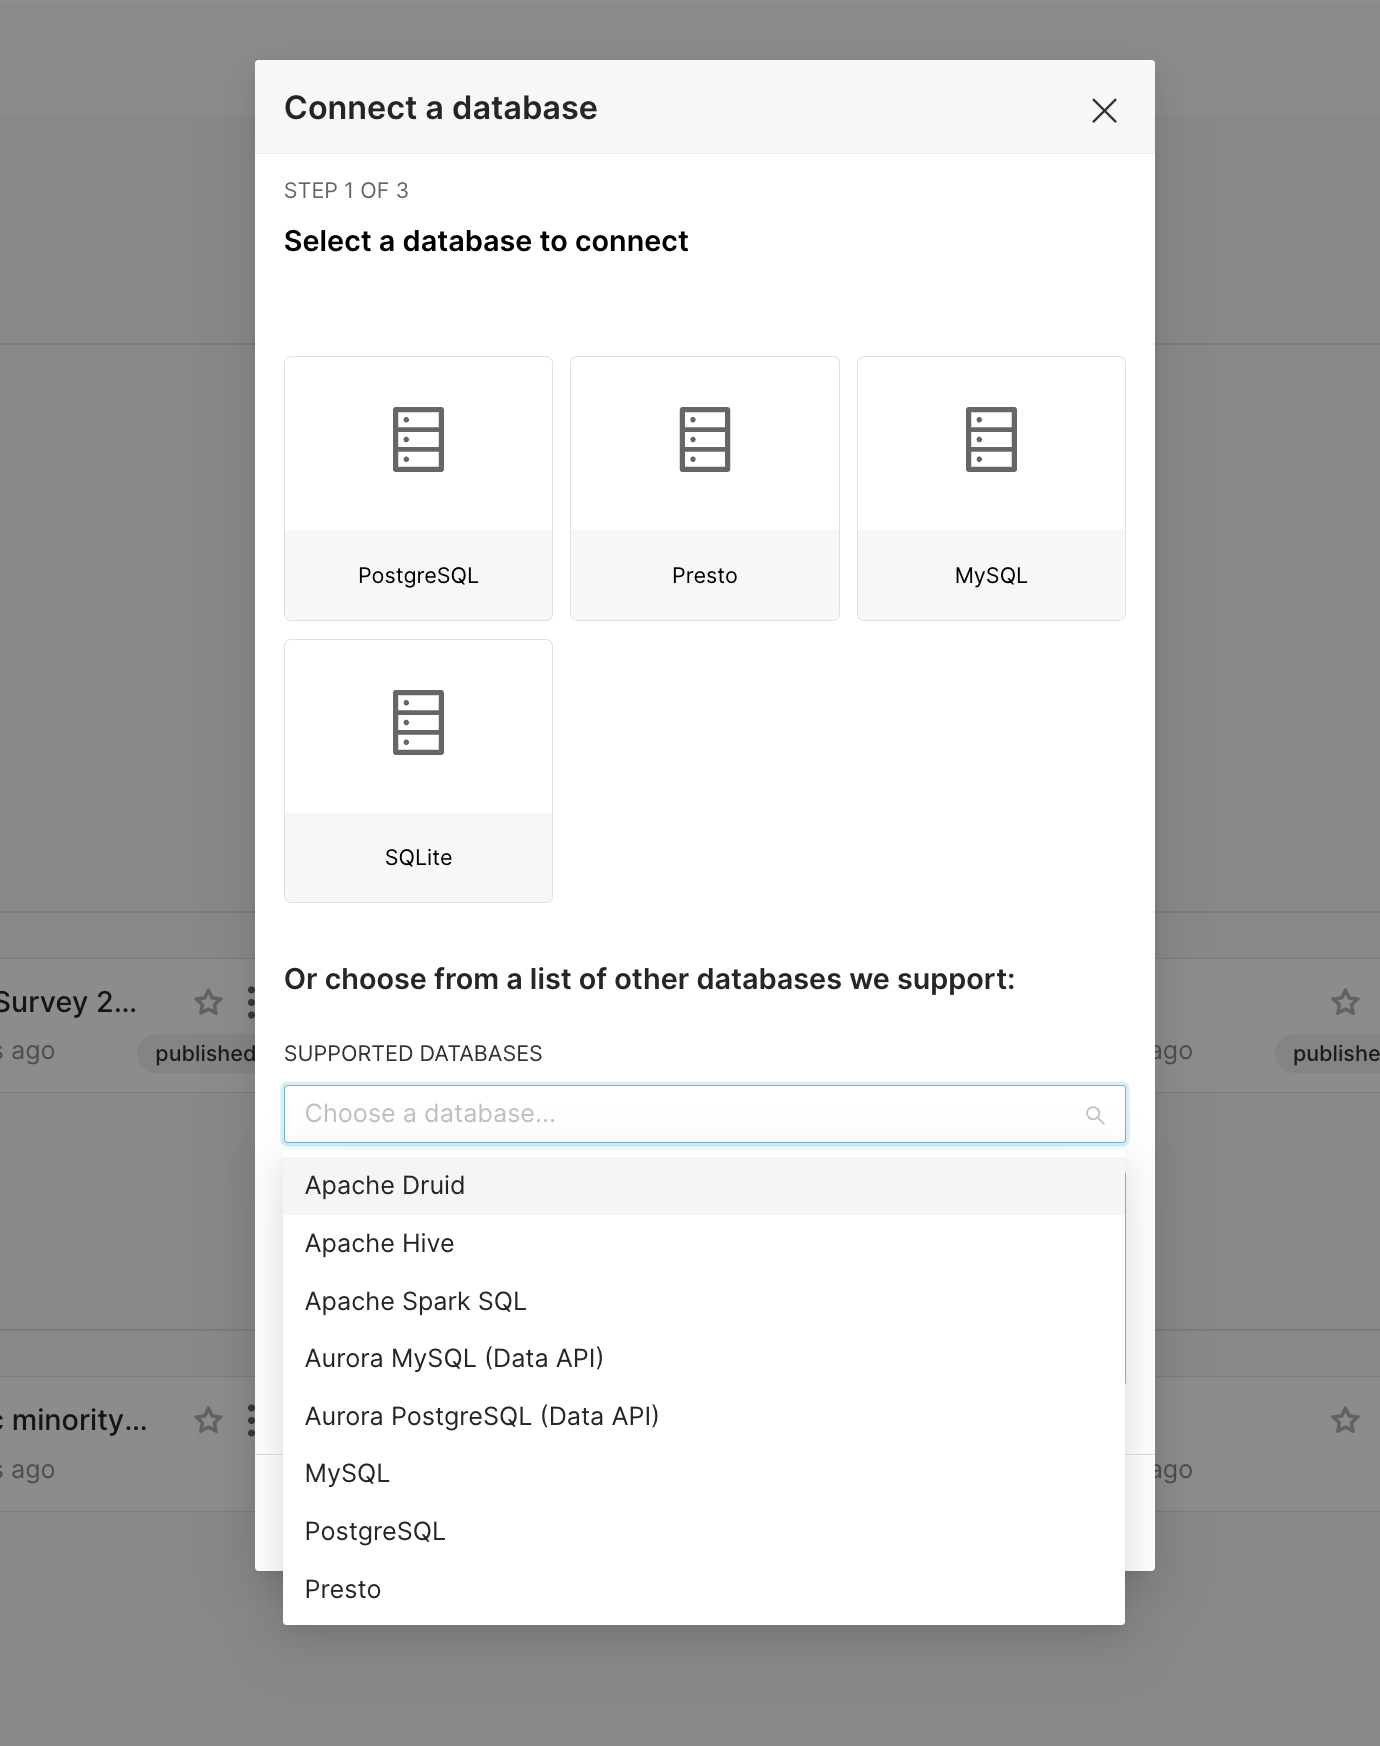 Connect a database
STEP 1 OF 3
Select a database to connect
PostgreSQL
Presto
MySQL
SQLite
Or choose from a list of other databases we support:
Survey 2...
s ago
published
ago
publishe
SUPPORTED DATABASES
Choose a database...
Apache Druid
Apache Hive
Apache Spark SQL
Aurora MySQL (Data API)
Aurora PostgreSQL (Data API)
c minority...
s ago
ago
MySQL
PostgreSQL
Presto